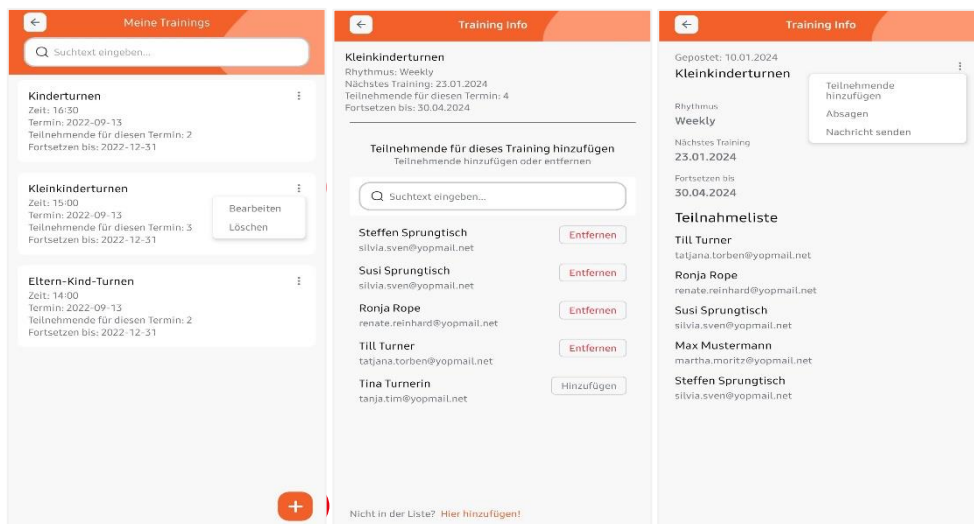 Meine Trainings
Suchtext eingeben...
Kinderturnen
Zeit: 16:30
Termin: 2022-09-13
Teilnehmende für diesen Termin: 2
Fortsetzen bis: 2022-12-31
Kleinkinderturnen
Zeit: 15:00
Termin: 2022-09-13
Teilnehmende für diesen Termin: 3
Fortsetzen bis: 2022-12-31
Bearbeiten
Löschen
Eltern-Kind-Turnen
Zeit: 14:00
Termin: 2022-09-13
Teilnehmende für diesen Termin: 2
Fortsetzen bis: 2022-12-31
Training Info
Kleinkinderturnen
Rhythmus: Weekly
Nächstes Training: 23.01.2024
Teilnehmende für diesen Termin: 4
Fortsetzen bis: 30.04.2024
Teilnehmende für dieses Training hinzufügen
Teilnehmende hinzufügen oder entfernen
Suchtext eingeben...
Steffen Sprungtisch
silvia.sven@yopmail.net
Entfernen
Susi Sprungtisch
silvia.sven@yopmail.net
Entfernen
Ronja Rope
renate.reinhard@yopmail.net
Entfernen
Till Turner
tatjana.torben@yopmail.net
Entfernen
Tina Turnerin
tanja.tim@yopmail.net
Hinzufügen
Nicht in der Liste? Hier hinzufügen!
Training Info
Gepostet: 10.01.2024
Kleinkinderturnen
Teilnehmende
hinzufügen
Absagen
Nachricht senden
Rhythmus
Weekly
Nächstes Training
23.01.2024
Fortsetzen bis
30.04.2024
Teilnahmeliste
Till Turner
tatjana.torben@yopmail.net
Ronja Rope
renate.reinhard@yopmail.net
Susi Sprungtisch
silvia.sven@yopmail.net
Max Mustermann
martha.moritz@yopmail.net
Steffen Sprungtisch
silvia.sven@yopmail.net